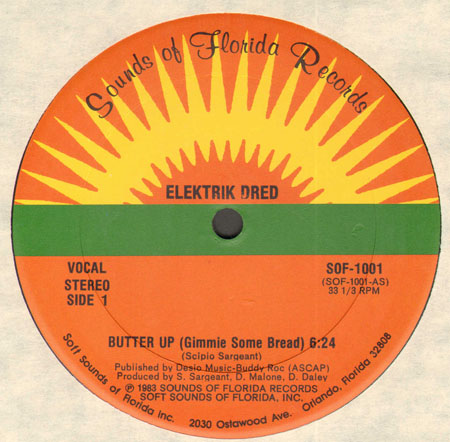 Sounds of Florida Records
ELEKTRIK DRED
VOCAL
STEREO
SIDE 1
SOF-1001
(SOF-1001-AS)
33 1/3 RPM
BUTTER UP (Gimmie Some Bread) 6:24
(Scipio Sargeant)
Published by Desio Music-Buddy Roc (ASCAP)
Produced by S. Sargeant, D. Malone, D. Daley
℗ 1983 SOUNDS OF FLORIDA RECORDS
SOFT SOUNDS OF FLORIDA, INC.
Soft Sounds of Florida Inc. 2030 Ostawood Ave. Orlando, Florida 32808